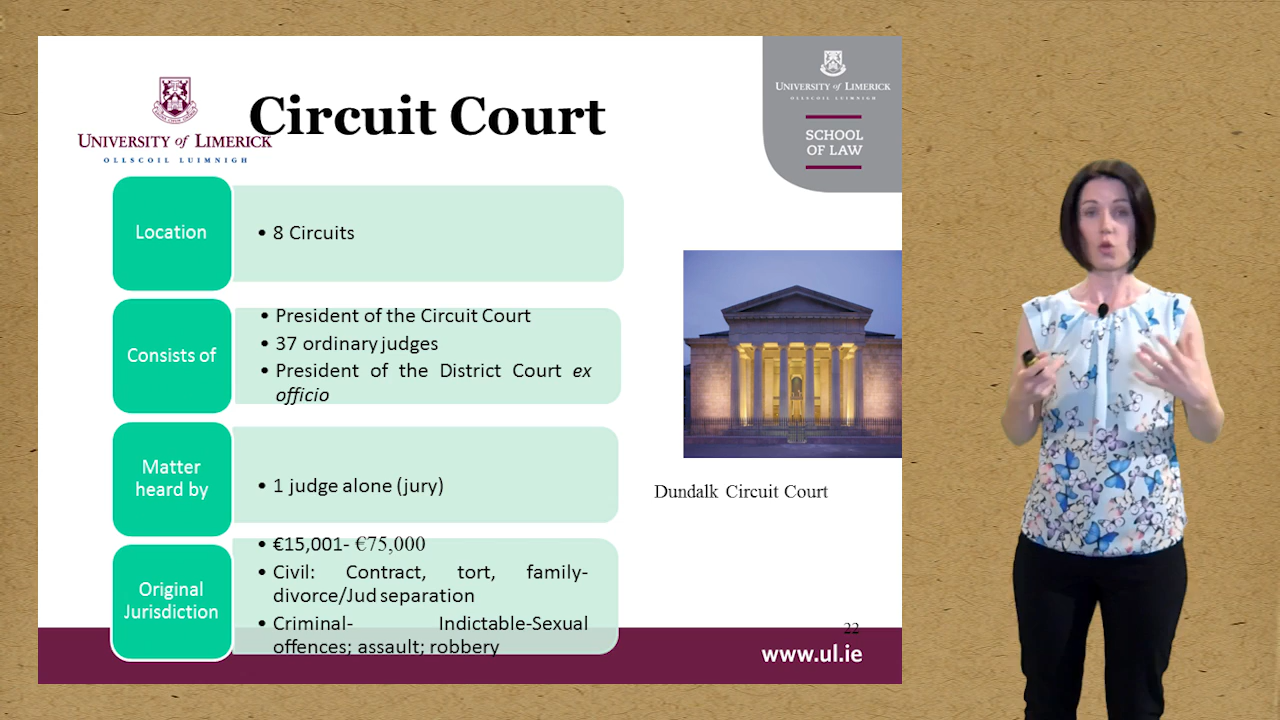 Circuit Court
UNIVERSITY of LIMERICK
OLLSCOIL LUIMNIGH
UNIVERSITY of LIMERICK
OLLSCOIL LUIMNIGH
SCHOOL
OF LAW
Location
• 8 Circuits
Consists of
• President of the Circuit Court
• 37 ordinary judges
• President of the District Court ex
officio
Matter
heard by
• 1 judge alone (jury)
Original
Jurisdiction
• €15,001- €75,000
• Civil: Contract, tort, family-
divorce/Jud separation
• Criminal- Indictable-Sexual
offences; assault; robbery
Dundalk Circuit Court
22
www.ul.ie